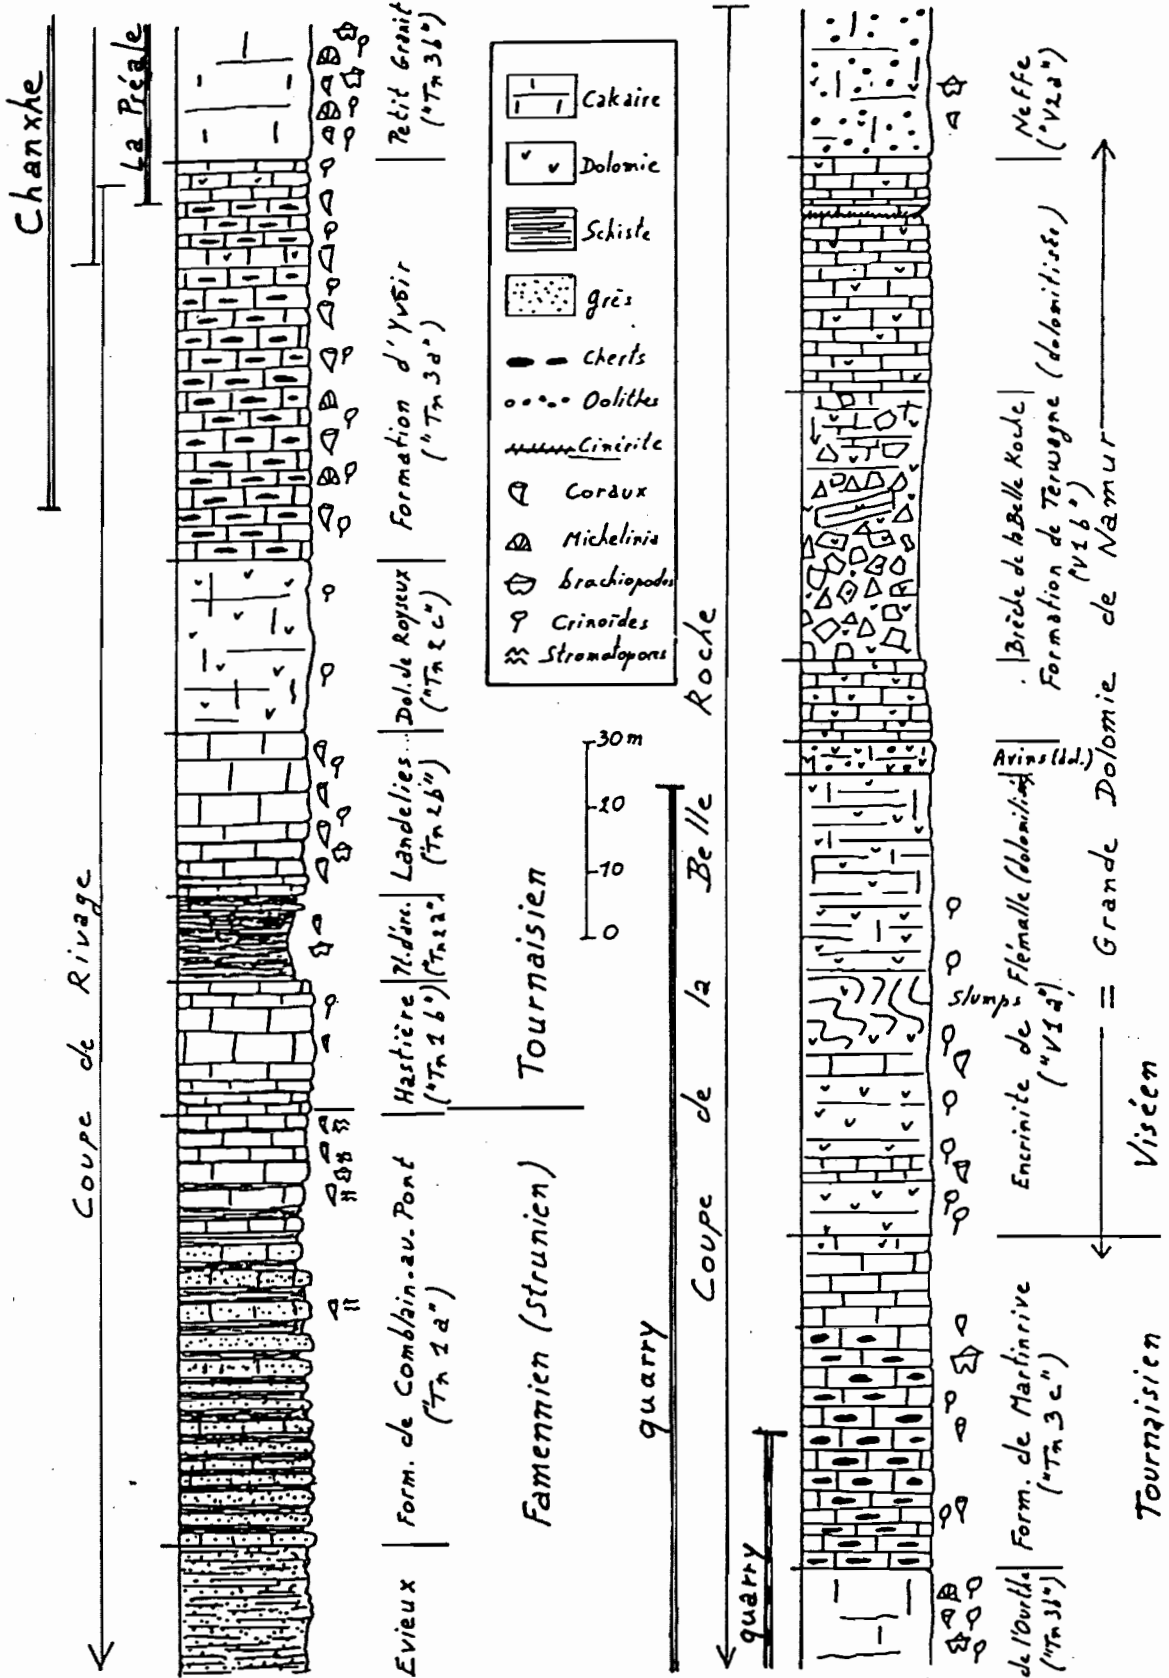 Chanxhe
La Préale
Coupe de Rivage
Petit Granit
("Tn 3b")
Formation d'Yvoir
("Tn 3a")
Dol. de Royseux
("Tn 2c")
Landelies...
("Tn 2b")
("Tn 2a")
Hastière
("Tn 1b")
Form. de Comblain.au.Pont
("Tn 1a")
Evieux
Tournaisien
Famennien (strunien)
Calcaire
Dolomie
Schiste
grès
Cherts
Oolithes
Cinérite
Coraux
Michelinia
brachiopodes
Crinoïdes
Stromatopors
30 m
20
10
0
Coupe de la Belle Roche
quarry
quarry
Neffe
("V2a")
Brèche de la Belle Roche
Formation de Terwagne (dolomitisée)
("V1b")
Avins (dol.)
Encrinite de Flémalle (dolomitisée)
("V1a")
Slumps
Form. de Martinrive
("Tn 3c")
de l'Ourthe
("Tn 3b")
= Grande Dolomie de Namur
Viséen
Tournaisien